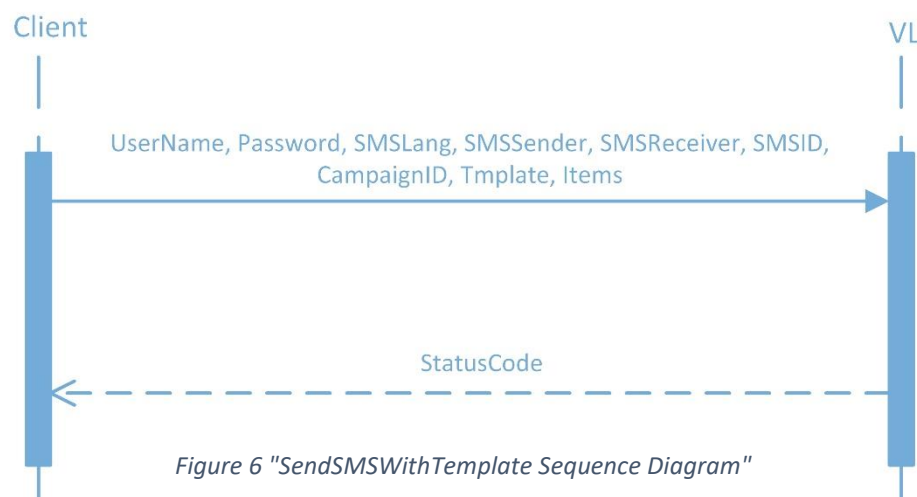 Client
VL
UserName, Password, SMSLang, SMSSender, SMSReceiver, SMSID,
CampaignID, Tmplate, Items
StatusCode
Figure 6 "SendSMSWithTemplate Sequence Diagram"